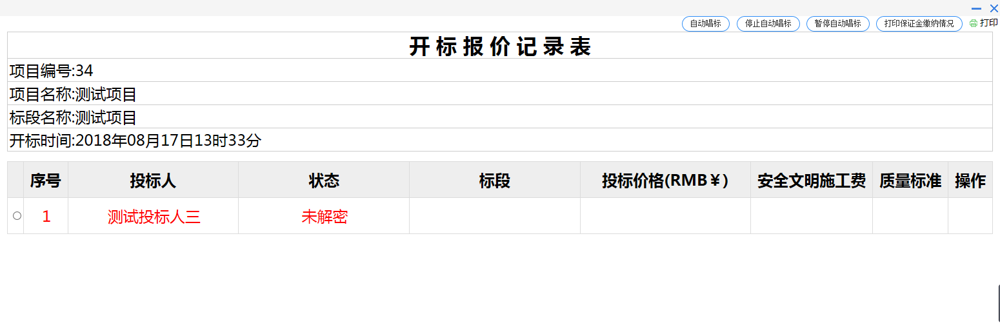 自动唱标 停止自动唱标 暂停自动唱标 打印保证金缴纳情况 打印
开标报价记录表
项目编号:34
项目名称:测试项目
标段名称:测试项目
开标时间:2018年08月17日13时33分
序号 投标人 状态 标段 投标价格(RMB￥) 安全文明施工费 质量标准 操作
1 测试投标人三 未解密